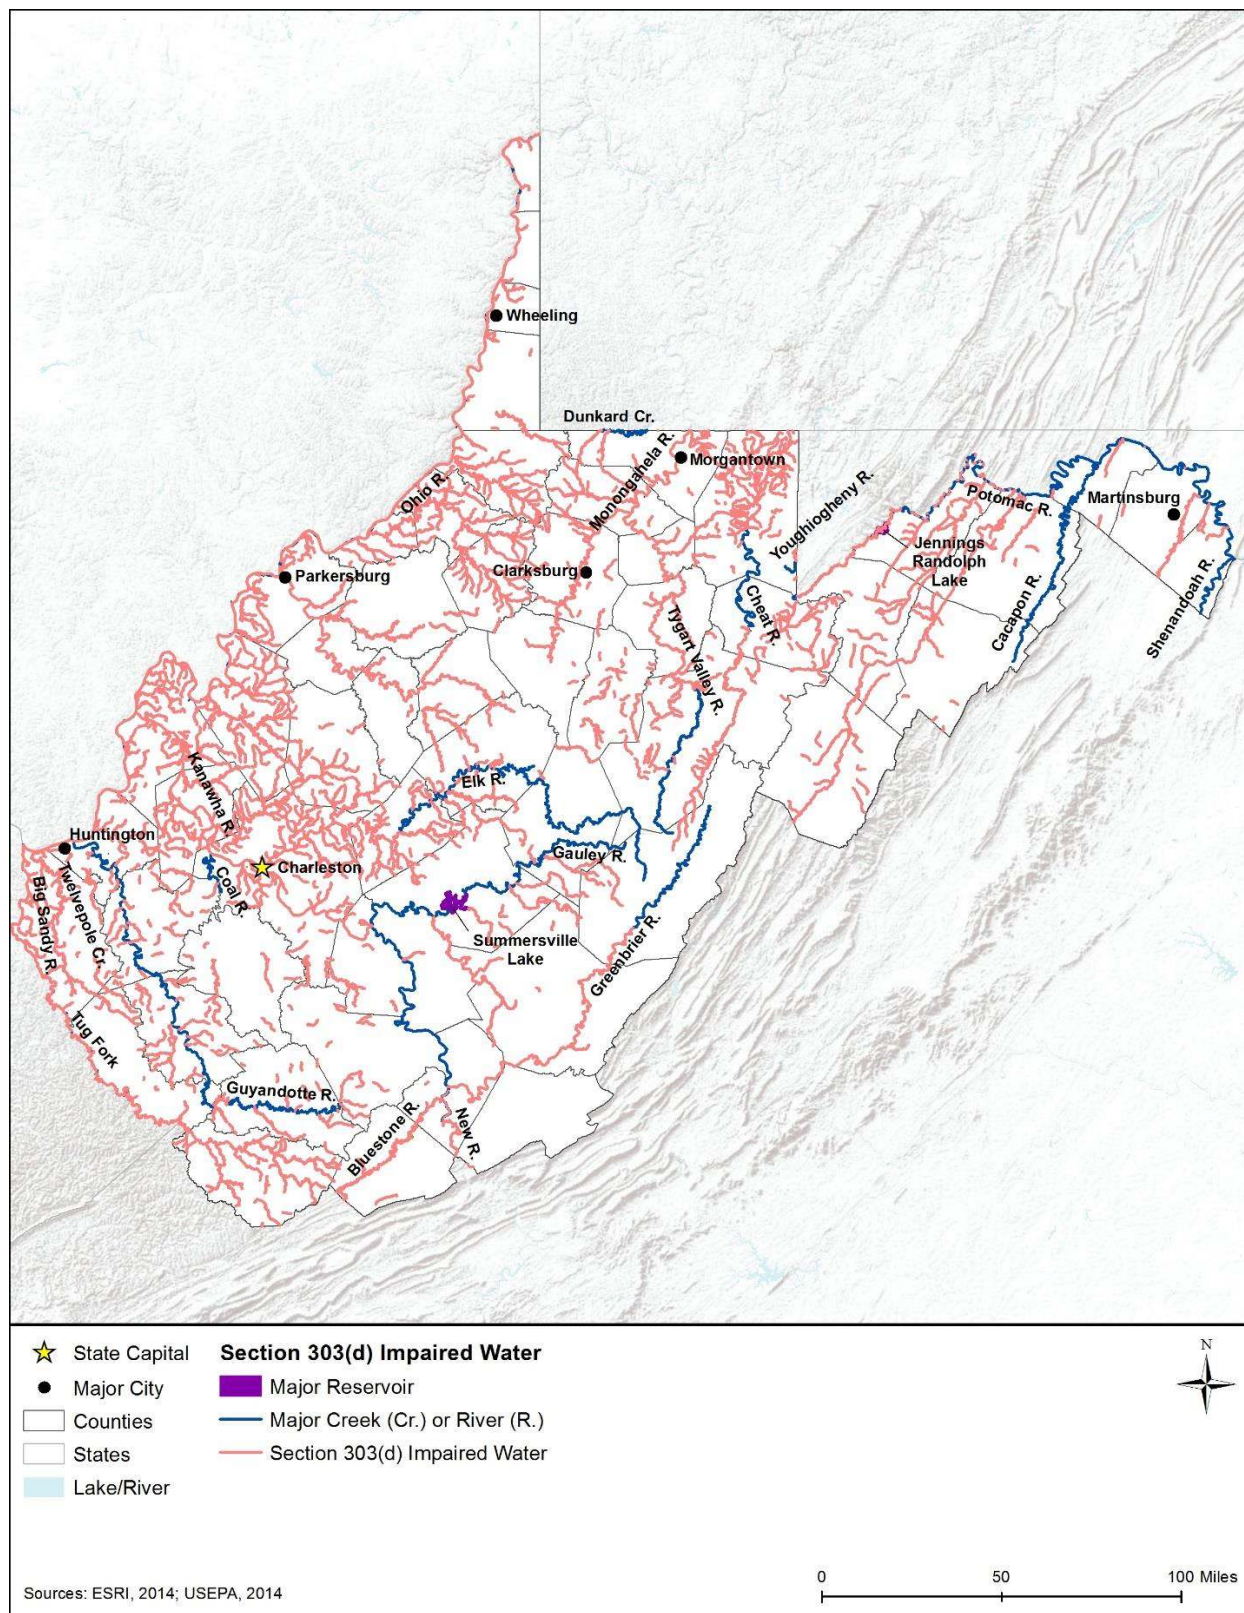 Wheeling
Dunkard Cr.
Monongahela R.
Morgantown
Ohio R.
Youghiogheny R.
Potomac R.
Martinsburg
Jennings
Randolph
Lake
Parkersburg
Clarksburg
Cheat R.
Cacapon R.
Shenandoah R.
Tygart Valley R.
Kanawha R.
Elk R.
Huntington
Charleston
Gauley R.
Coal R.
Twelvepole Cr.
Big Sandy R.
Summersville
Lake
Greenbrier R.
Tug Fork
Guyandotte R.
Bluestone R.
New R.
State Capital
Major City
Counties
States
Lake/River
Section 303(d) Impaired Water
Major Reservoir
Major Creek (Cr.) or River (R.)
Section 303(d) Impaired Water
N
Sources: ESRI, 2014; USEPA, 2014
0 50 100 Miles